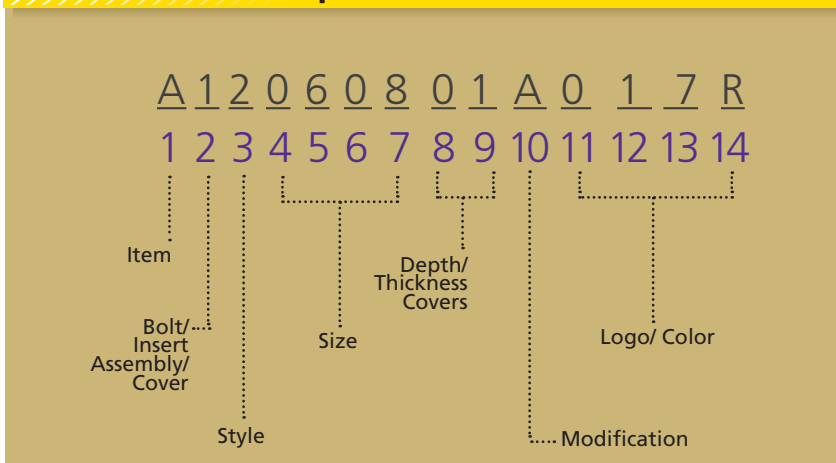 A 1 2 0 6 0 8 0 1 A 0 1 7 R
1 2 3 4 5 6 7 8 9 10 11 12 13 14
Item
Depth/
Thickness
Covers
Bolt/
Insert
Assembly/
Cover
Size
Logo/ Color
Style
Modification